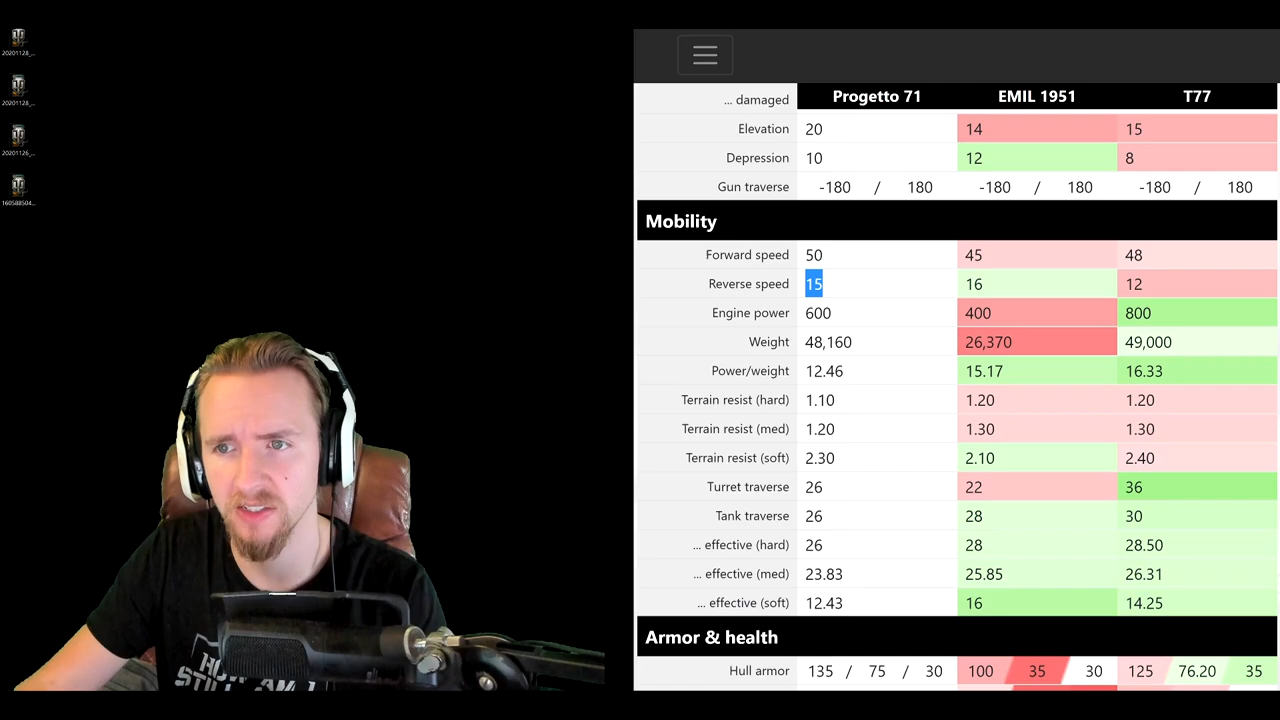 20201128_...
20201128_...
20201126_...
160588504...
Progetto 71 EMIL 1951 T77
... damaged
Elevation 20 14 15
Depression 10 12 8
Gun traverse -180 / 180 -180 / 180 -180 / 180
Mobility
Forward speed 50 45 48
Reverse speed 15 16 12
Engine power 600 400 800
Weight 48,160 26,370 49,000
Power/weight 12.46 15.17 16.33
Terrain resist (hard) 1.10 1.20 1.20
Terrain resist (med) 1.20 1.30 1.30
Terrain resist (soft) 2.30 2.10 2.40
Turret traverse 26 22 36
Tank traverse 26 28 30
... effective (hard) 26 28 28.50
... effective (med) 23.83 25.85 26.31
... effective (soft) 12.43 16 14.25
Armor & health
Hull armor 135 / 75 / 30 100 35 30 125 76.20 35